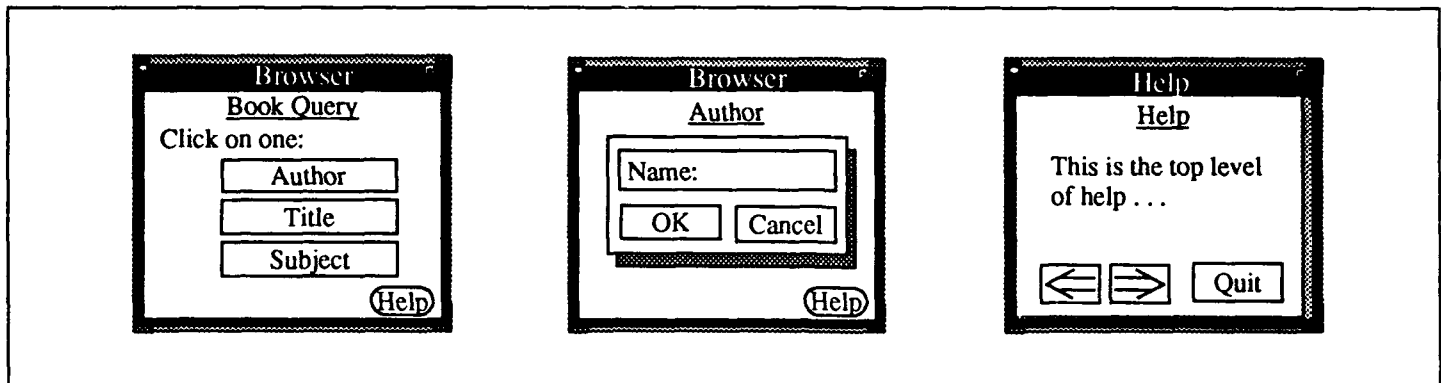 Browser
Book Query
Click on one:
Author
Title
Subject
Help
Browser
Author
Name:
OK Cancel
Help
Help
Help
This is the top level
of help . . .
Quit